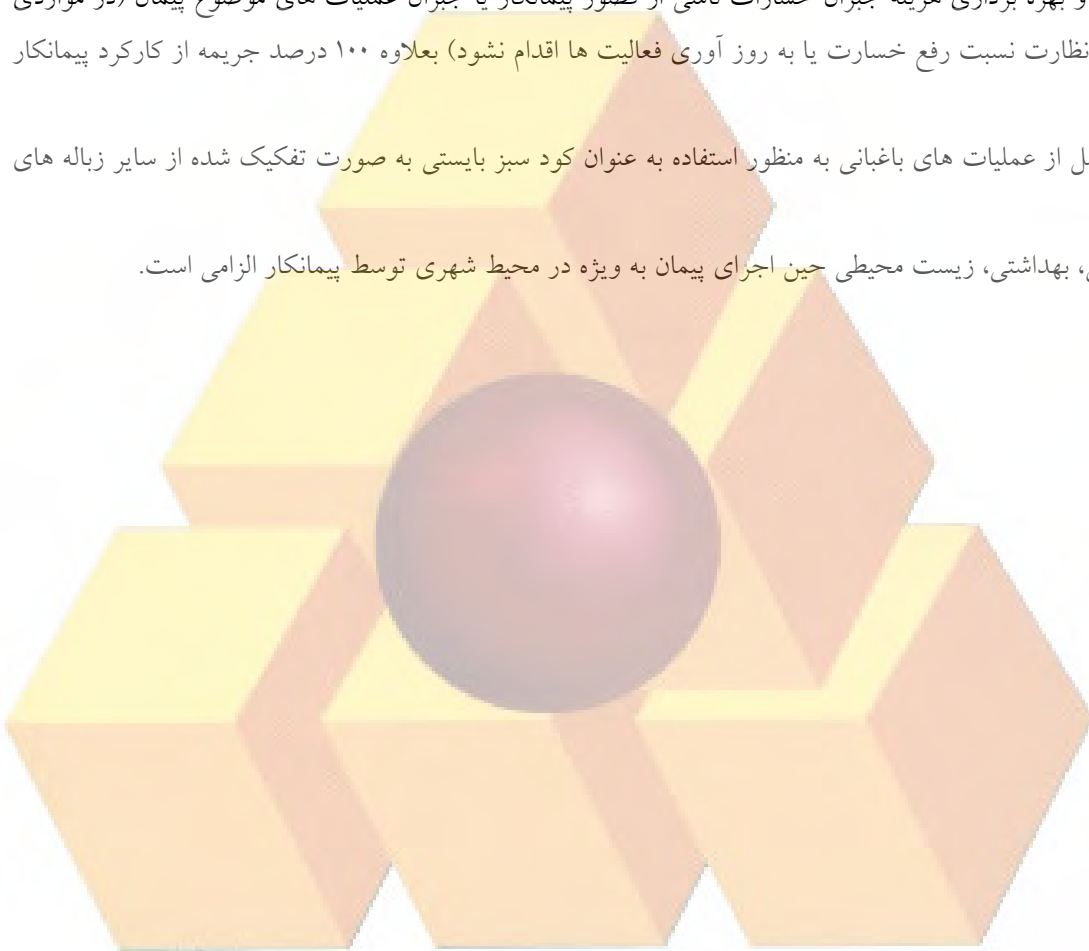 و بهره برداری هزینه جبران خسارات ناشی از قصور پیمانکار یا جبران عملیات های موضوع پیمان (در مواردی
نظارت نسبت رفع خسارت یا به روز آوری فعالیت ها اقدام نشود) بعلاوه ۱۰۰ درصد جریمه از کارکرد پیمانکار
از عملیات های باغبانی به منظور استفاده به عنوان کود سبز بایستی به صورت تفکیک شده از سایر زباله های
بهداشتی، زیست محیطی حین اجرای پیمان به ویژه در محیط شهری توسط پیمانکار الزامی است.